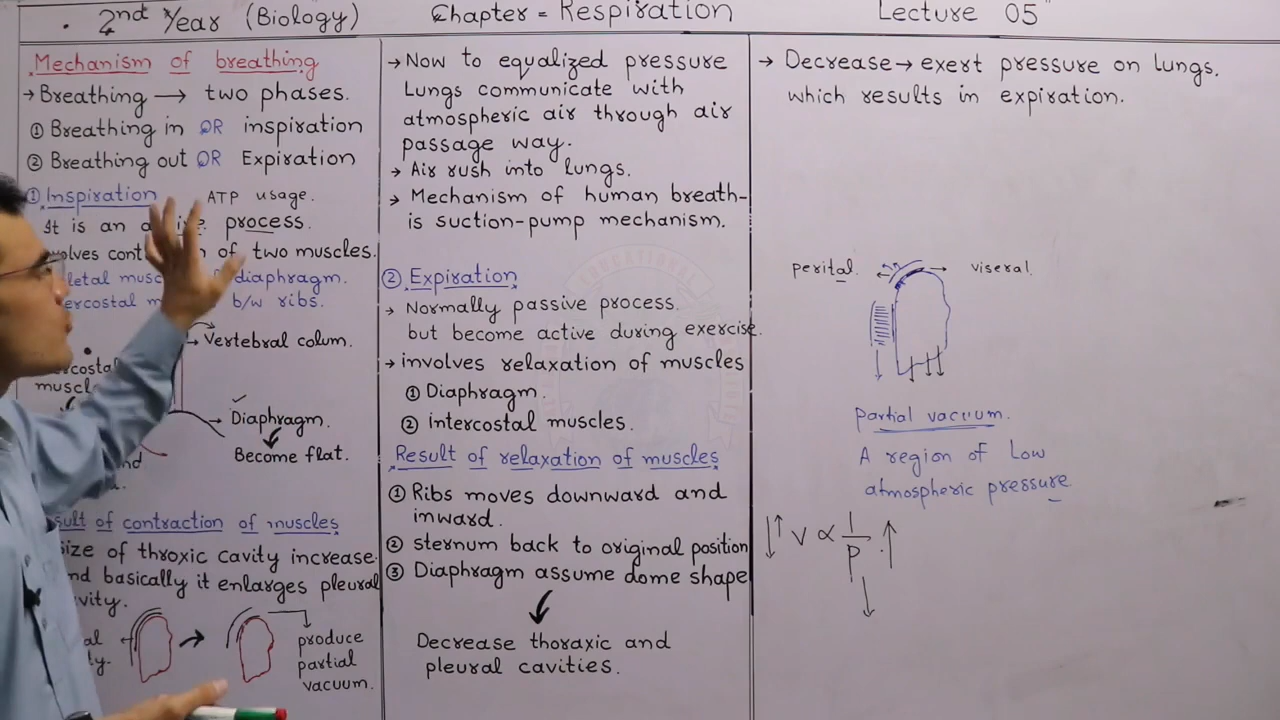 2nd Year (Biology)
Chapter = Respiration
Lecture 05
Mechanism of breathing
→ Breathing → two phases.
① Breathing in OR inspiration
② Breathing out OR Expiration
① Inspiration
ATP usage.
It is an process.
of two muscles.
diaphragm.
b/w ribs.
Vertebral colum.
Diaphragm.
Become flat.
of contraction of muscles
size of throxic cavity increase.
basically it enlarges pleural
produce
partial
vacuum.
→ Now to equalized pressure
Lungs communicate with
atmospheric air through air
passage way.
→ Air rush into lungs.
→ Mechanism of human breath-
is suction-pump mechanism.
② Expiration
→ Normally passive process.
but become active during exercise.
→ involves relaxation of muscles
① Diaphragm.
② intercostal muscles.
Result of relaxation of muscles
① Ribs moves downward and
inward.
② sternum back to original position
③ Diaphragm assume dome shape
Decrease thoraxic and
pleural cavities.
→ Decrease → exert pressure on lungs.
which results in expiration.
perital.
viseral.
partial vacuum.
A region of Low
atmospheric pressure
↓↑ V ∝ 1/P ↑
↓